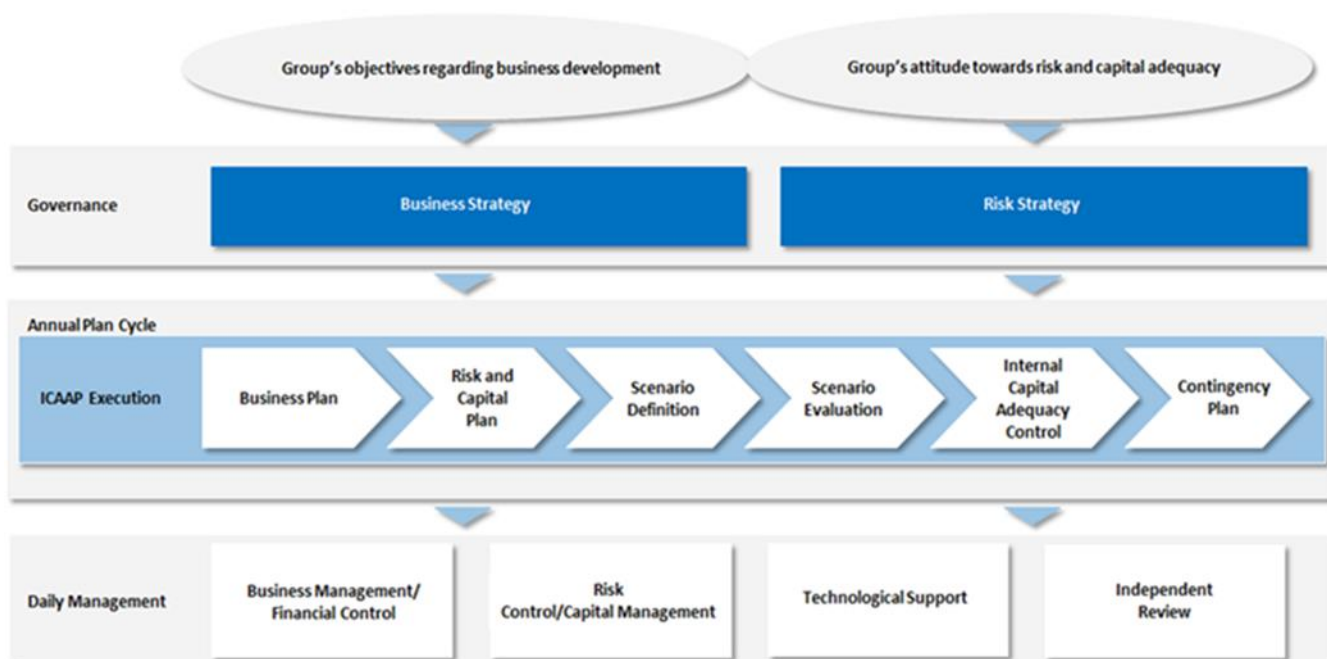 Group's objectives regarding business development
Group's attitude towards risk and capital adequacy
Governance
Business Strategy
Risk Strategy
Annual Plan Cycle
ICAAP Execution
Business Plan
Risk and
Capital
Plan
Scenario
Definition
Scenario
Evaluation
Internal
Capital
Adequacy
Control
Contingency
Plan
Daily Management
Business Management/
Financial Control
Risk
Control/Capital Management
Technological Support
Independent
Review